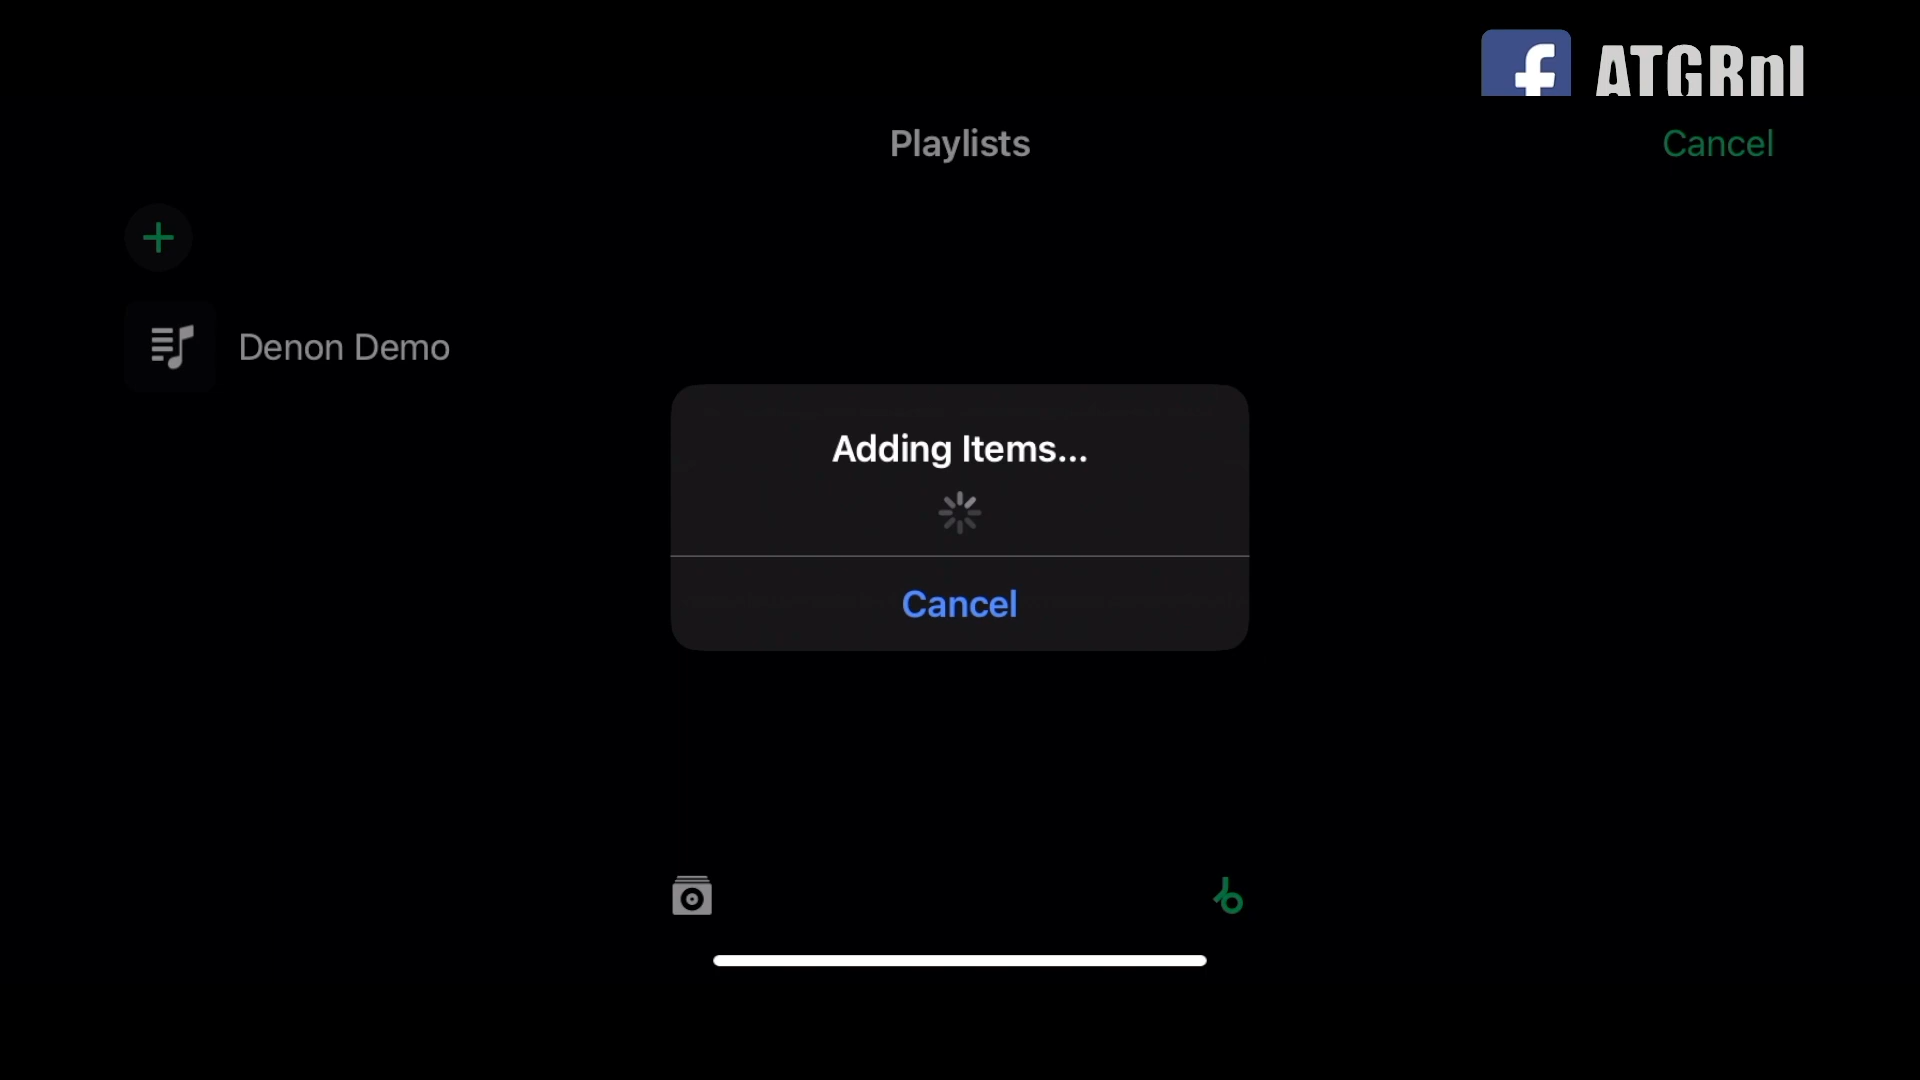 ATGRnl
Playlists
Cancel
Denon Demo
Adding Items...
Cancel